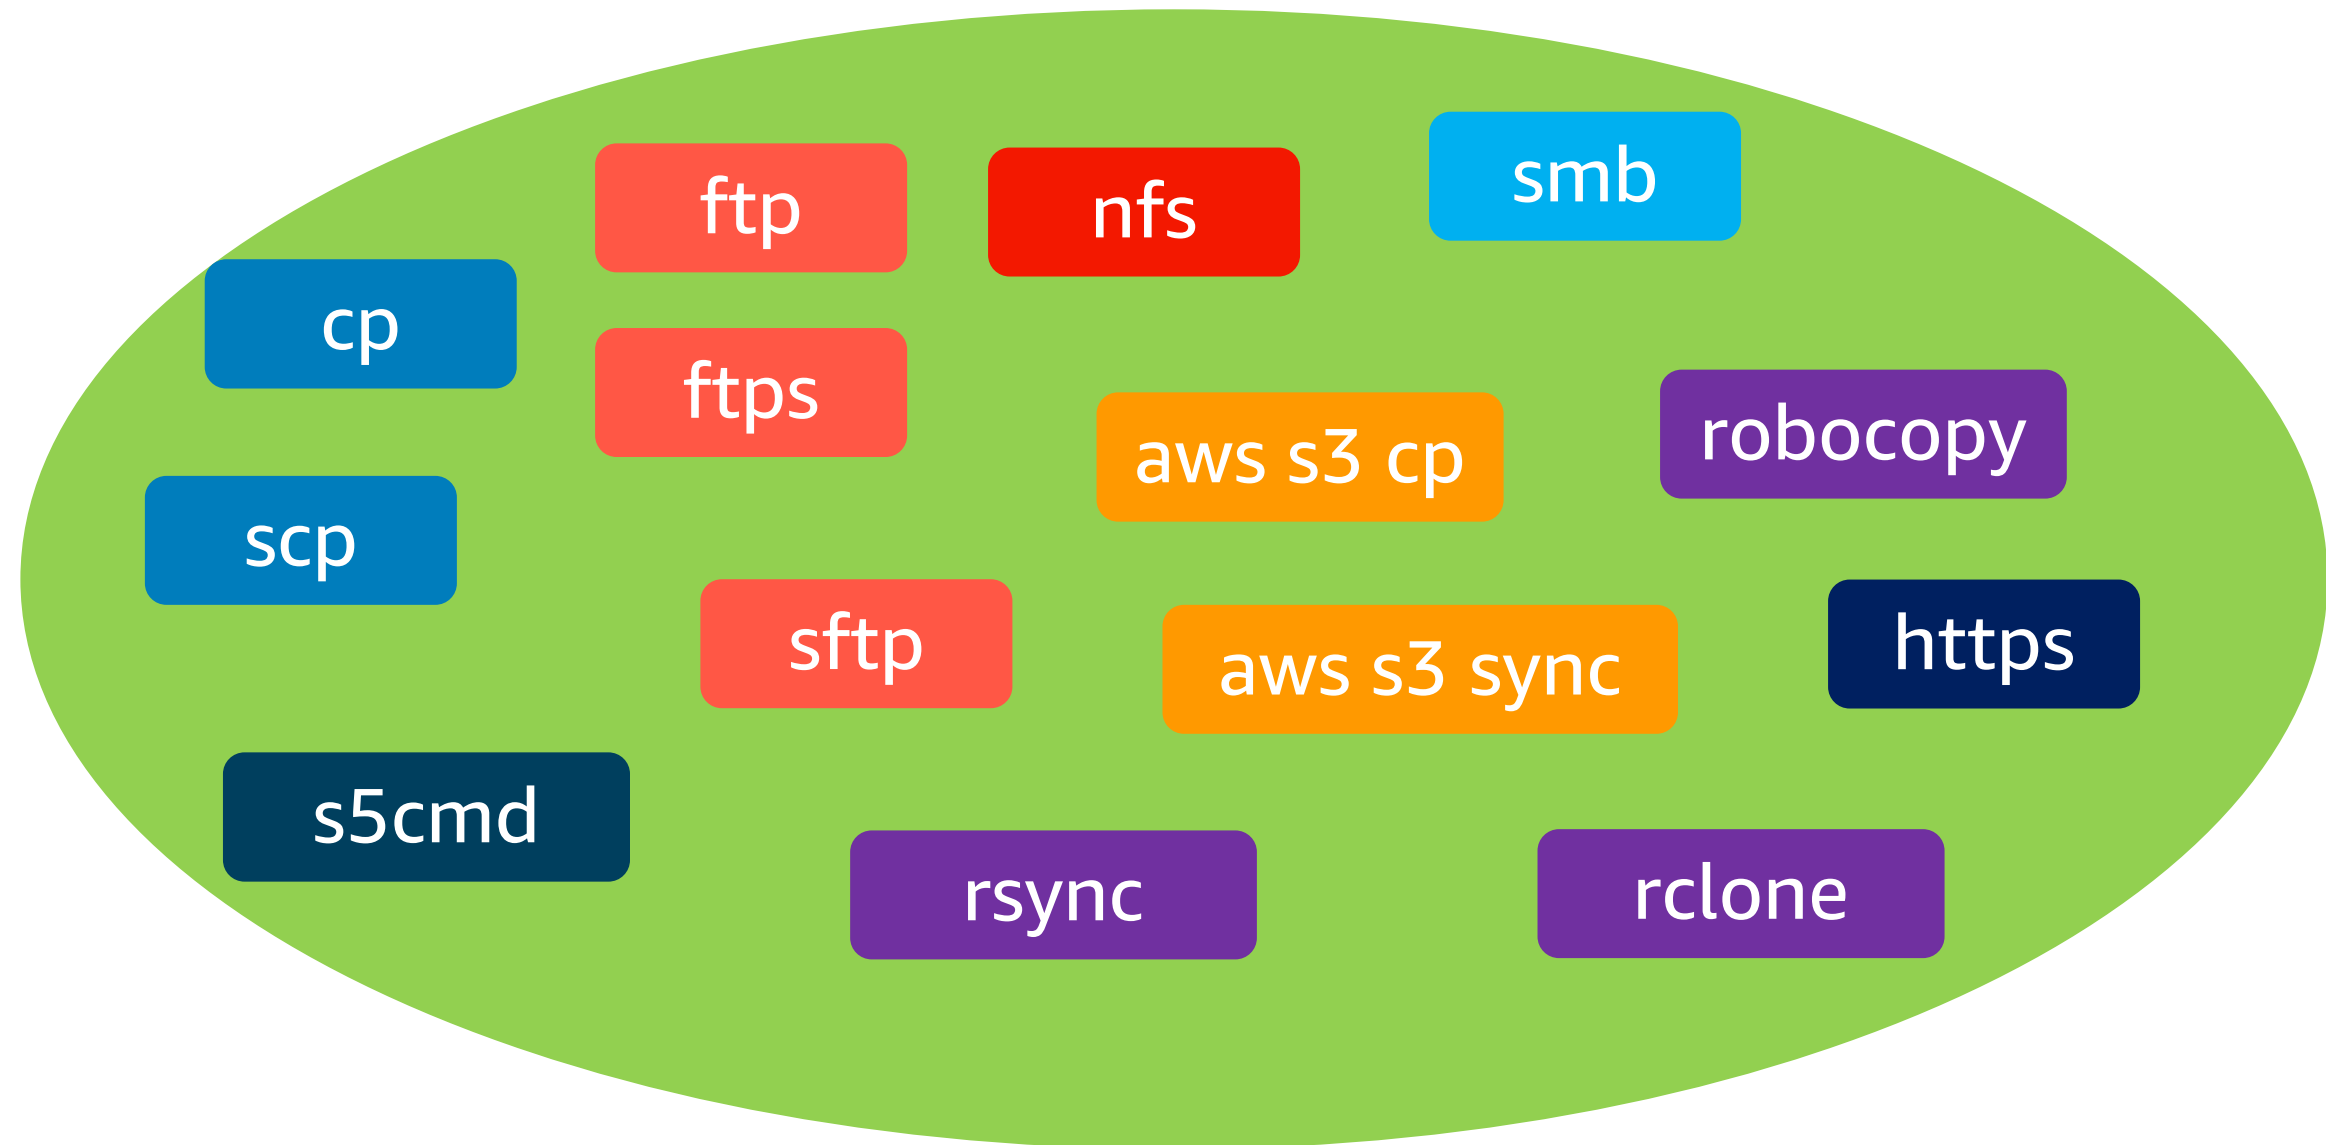 smb
ftp
nfs
cp
ftps
robocopy
aws s3 cp
scp
sftp
https
aws s3 sync
s5cmd
rsync
rclone